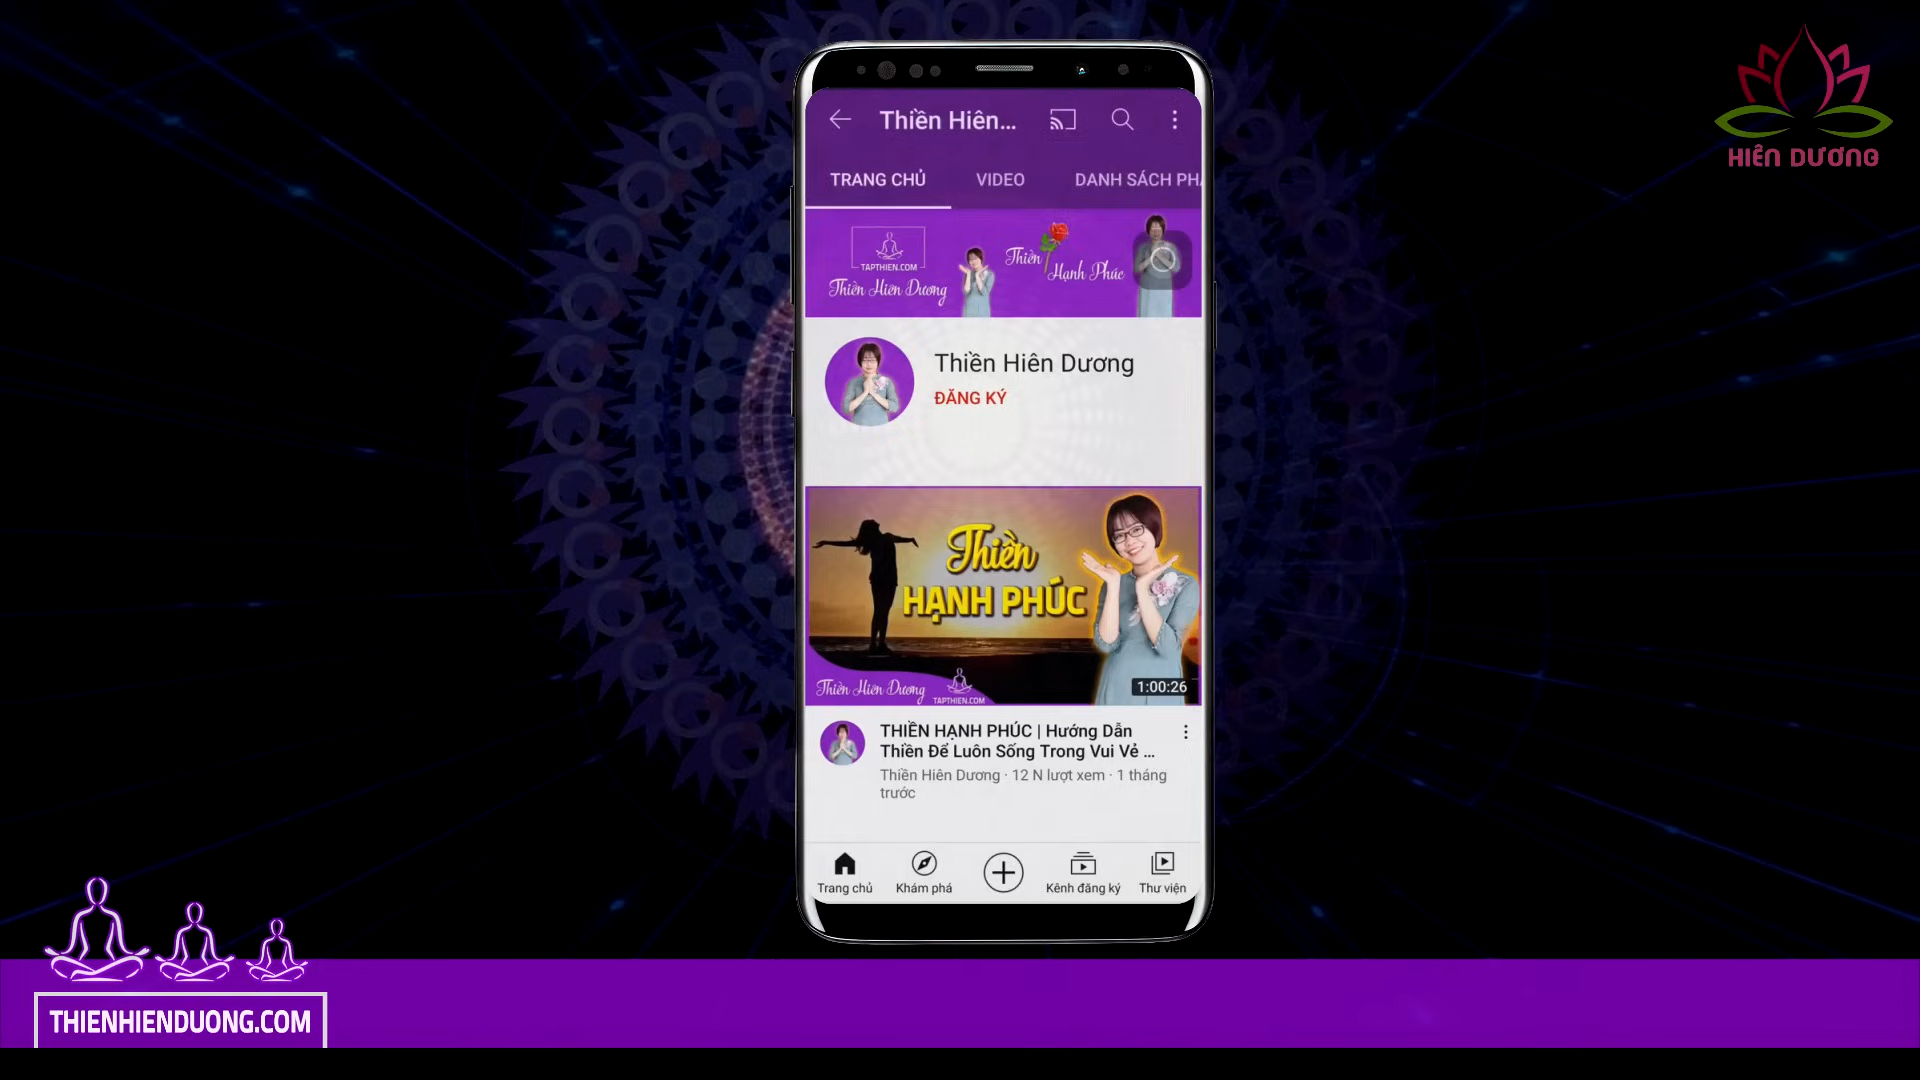 HIÊN DƯƠNG
Thiền Hiên...
TRANG CHỦ VIDEO DANH SÁCH PHÁ
TAPTHIEN.COM
Thiền Hiên Dương
Thiền
Hạnh Phúc
Thiền Hiên Dương
ĐĂNG KÝ
Thiền
HẠNH PHÚC
Thiền Hiên Dương
TAPTHIEN.COM
1:00:26
THIỀN HẠNH PHÚC | Hướng Dẫn
Thiền Để Luôn Sống Trong Vui Vẻ ...
Thiền Hiên Dương · 12 N lượt xem · 1 tháng
trước
Trang chủ Khám phá Kênh đăng ký Thư viện
THIENHIENDUONG.COM